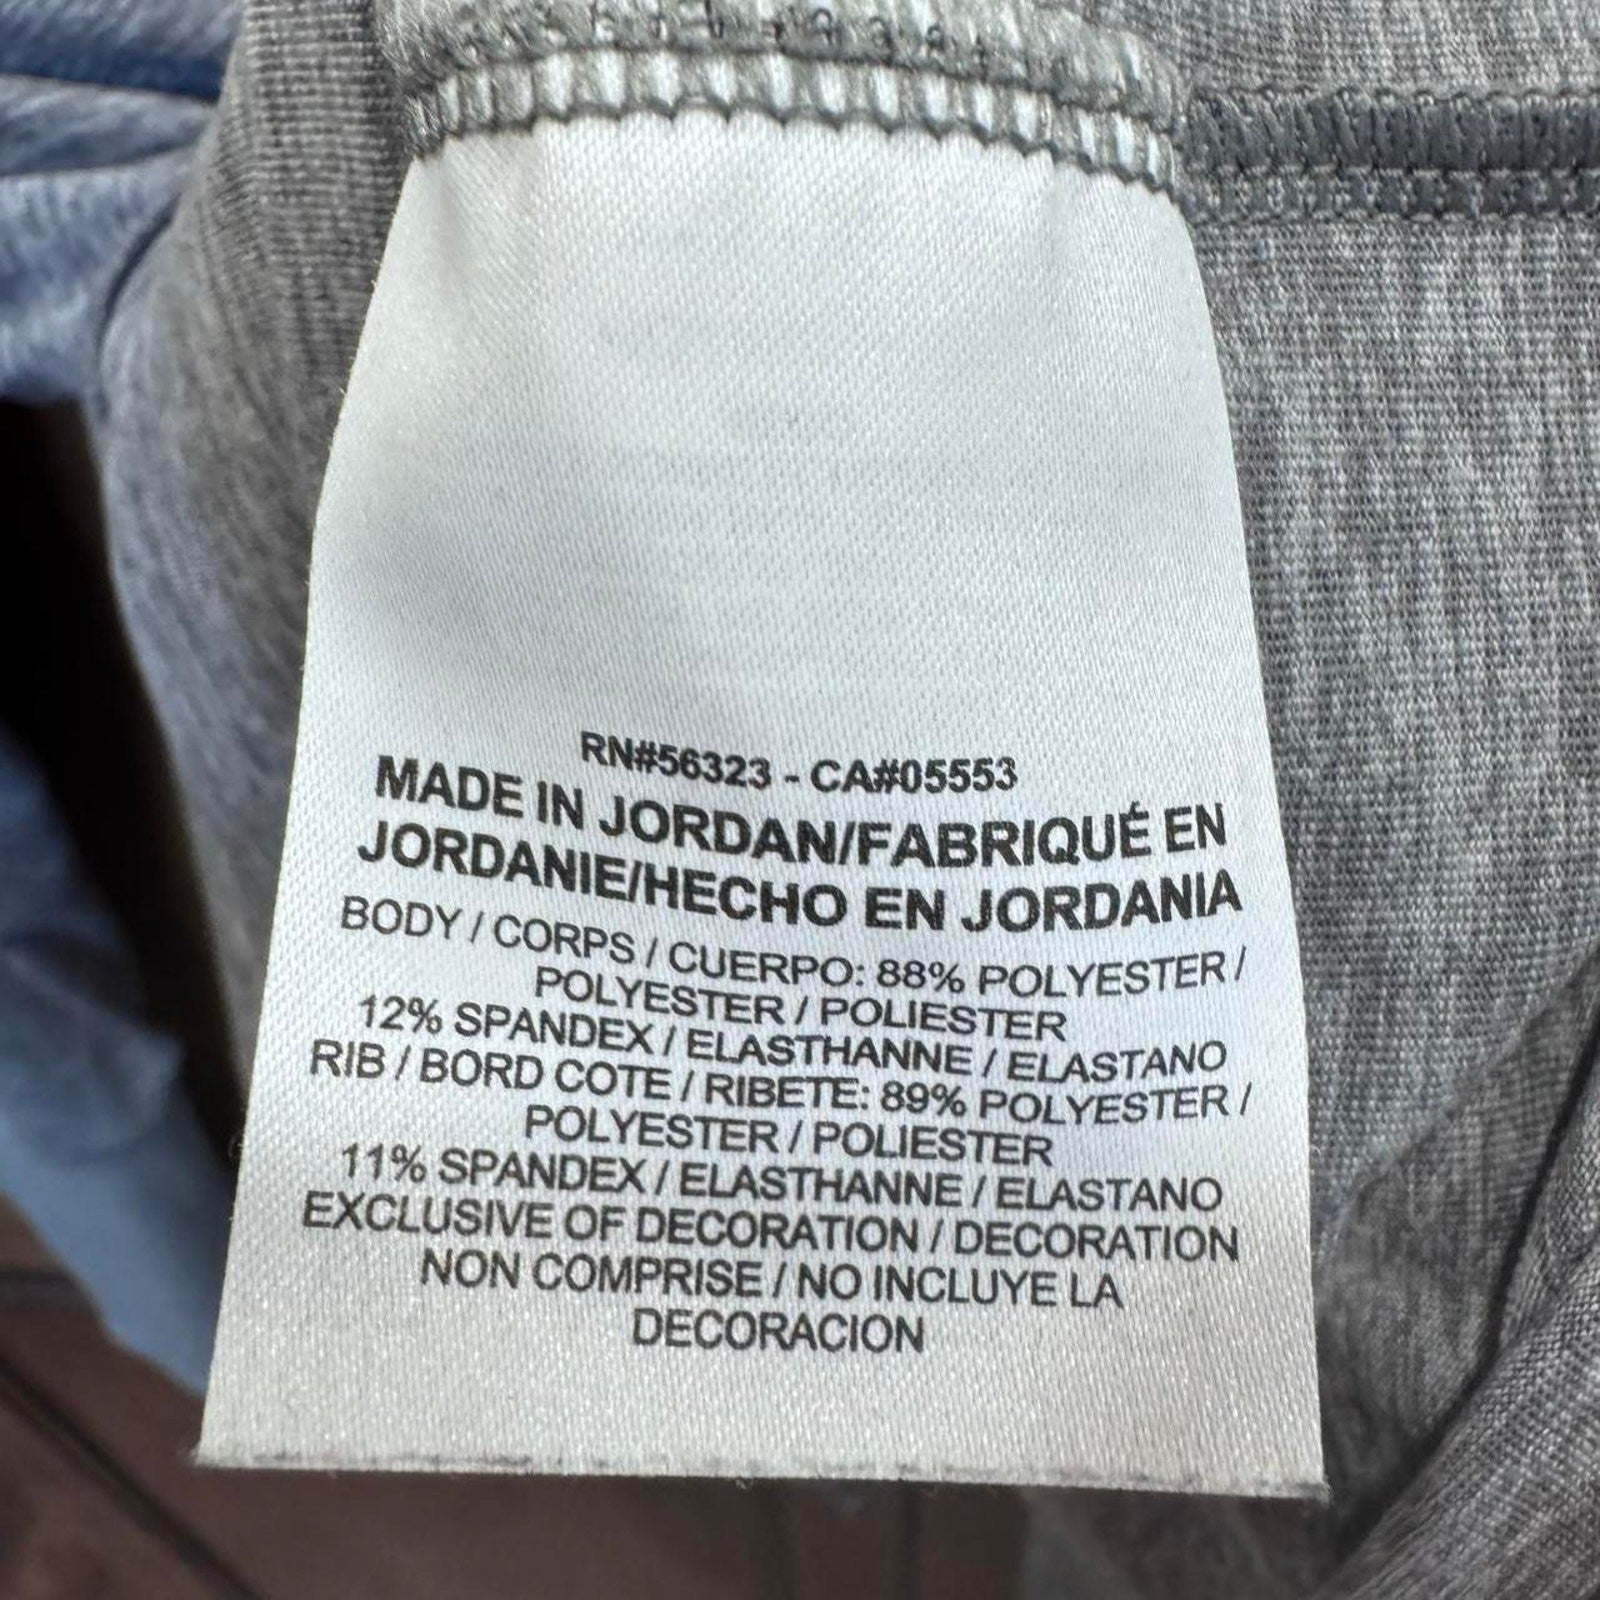 RN#56323 - CA#05553
MADE IN JORDAN/FABRIQUÉ EN
JORDANIE/HECHO EN JORDANIA
BODY / CORPS / CUERPO: 88% POLYESTER /
POLYESTER / POLIESTER
12% SPANDEX / ELASTHANNE / ELASTANO
RIB / BORD COTE / RIBETE: 89% POLYESTER /
POLYESTER / POLIESTER
11% SPANDEX / ELASTHANNE / ELASTANO
EXCLUSIVE OF DECORATION / DECORATION
NON COMPRISE / NO INCLUYE LA
DECORACION